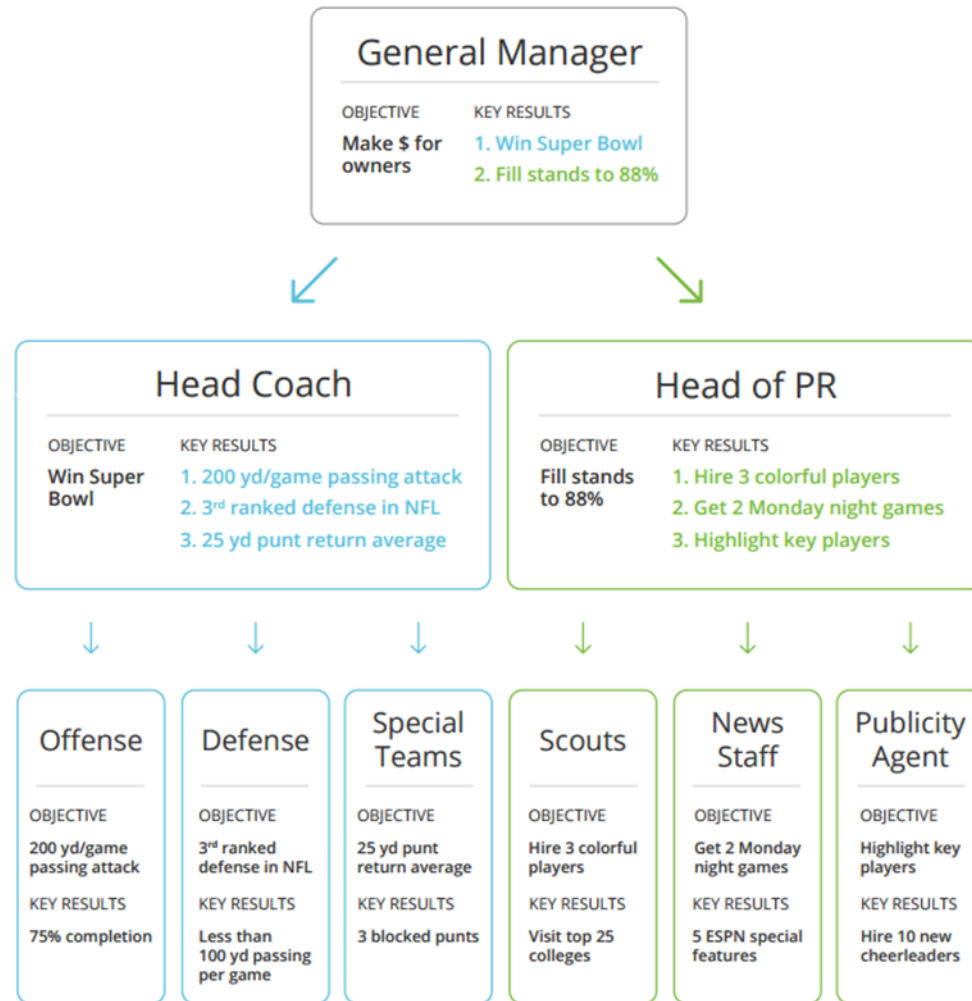 General Manager
OBJECTIVE
Make $ for
owners
KEY RESULTS
1. Win Super Bowl
2. Fill stands to 88%
Head Coach
OBJECTIVE
Win Super
Bowl
KEY RESULTS
1. 200 yd/game passing attack
2. 3rd ranked defense in NFL
3. 25 yd punt return average
Head of PR
OBJECTIVE
Fill stands
to 88%
KEY RESULTS
1. Hire 3 colorful players
2. Get 2 Monday night games
3. Highlight key players
Offense
OBJECTIVE
200 yd/game
passing attack
KEY RESULTS
75% completion
Defense
OBJECTIVE
3rd ranked
defense in NFL
KEY RESULTS
Less than
100 yd passing
per game
Special
Teams
OBJECTIVE
25 yd punt
return average
KEY RESULTS
3 blocked punts
Scouts
OBJECTIVE
Hire 3 colorful
players
KEY RESULTS
Visit top 25
colleges
News
Staff
OBJECTIVE
Get 2 Monday
night games
KEY RESULTS
5 ESPN special
features
Publicity
Agent
OBJECTIVE
Highlight key
players
KEY RESULTS
Hire 10 new
cheerleaders